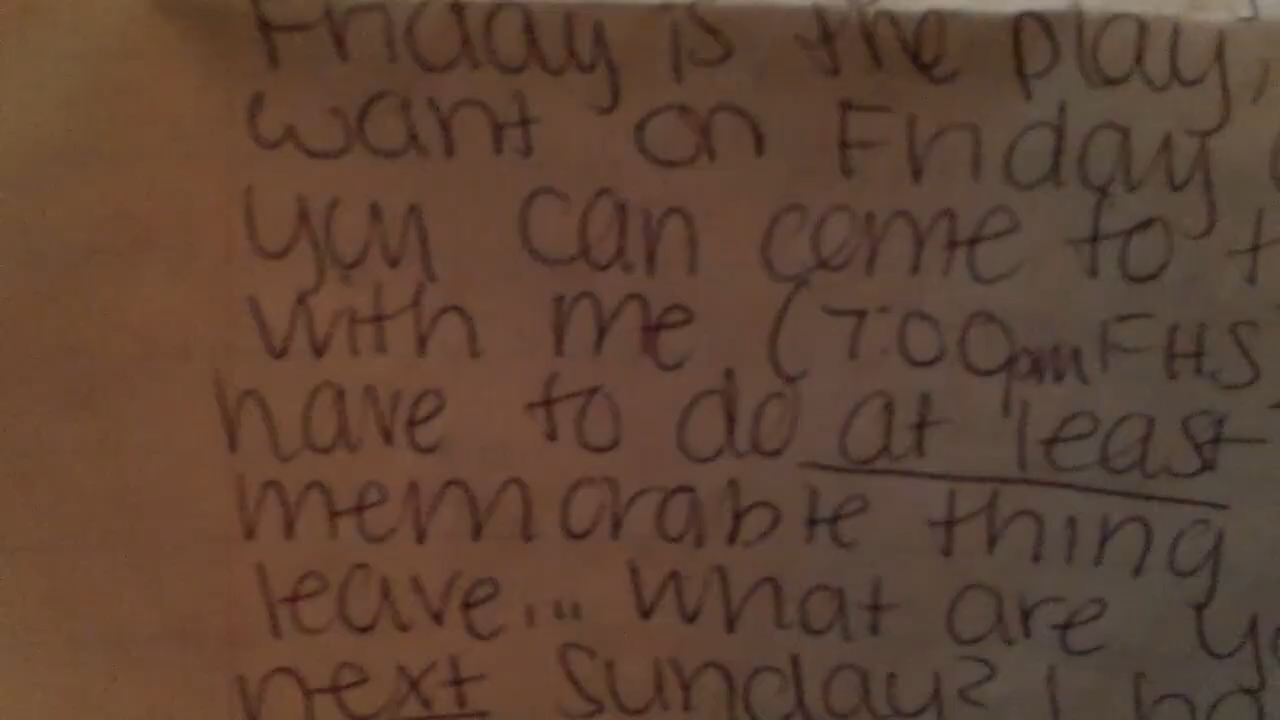 Friday is the play,
want on Friday
you can come to
with me (7:00pm FHS
have to do at least
memorable thing
leave... what are
next Sunday? I